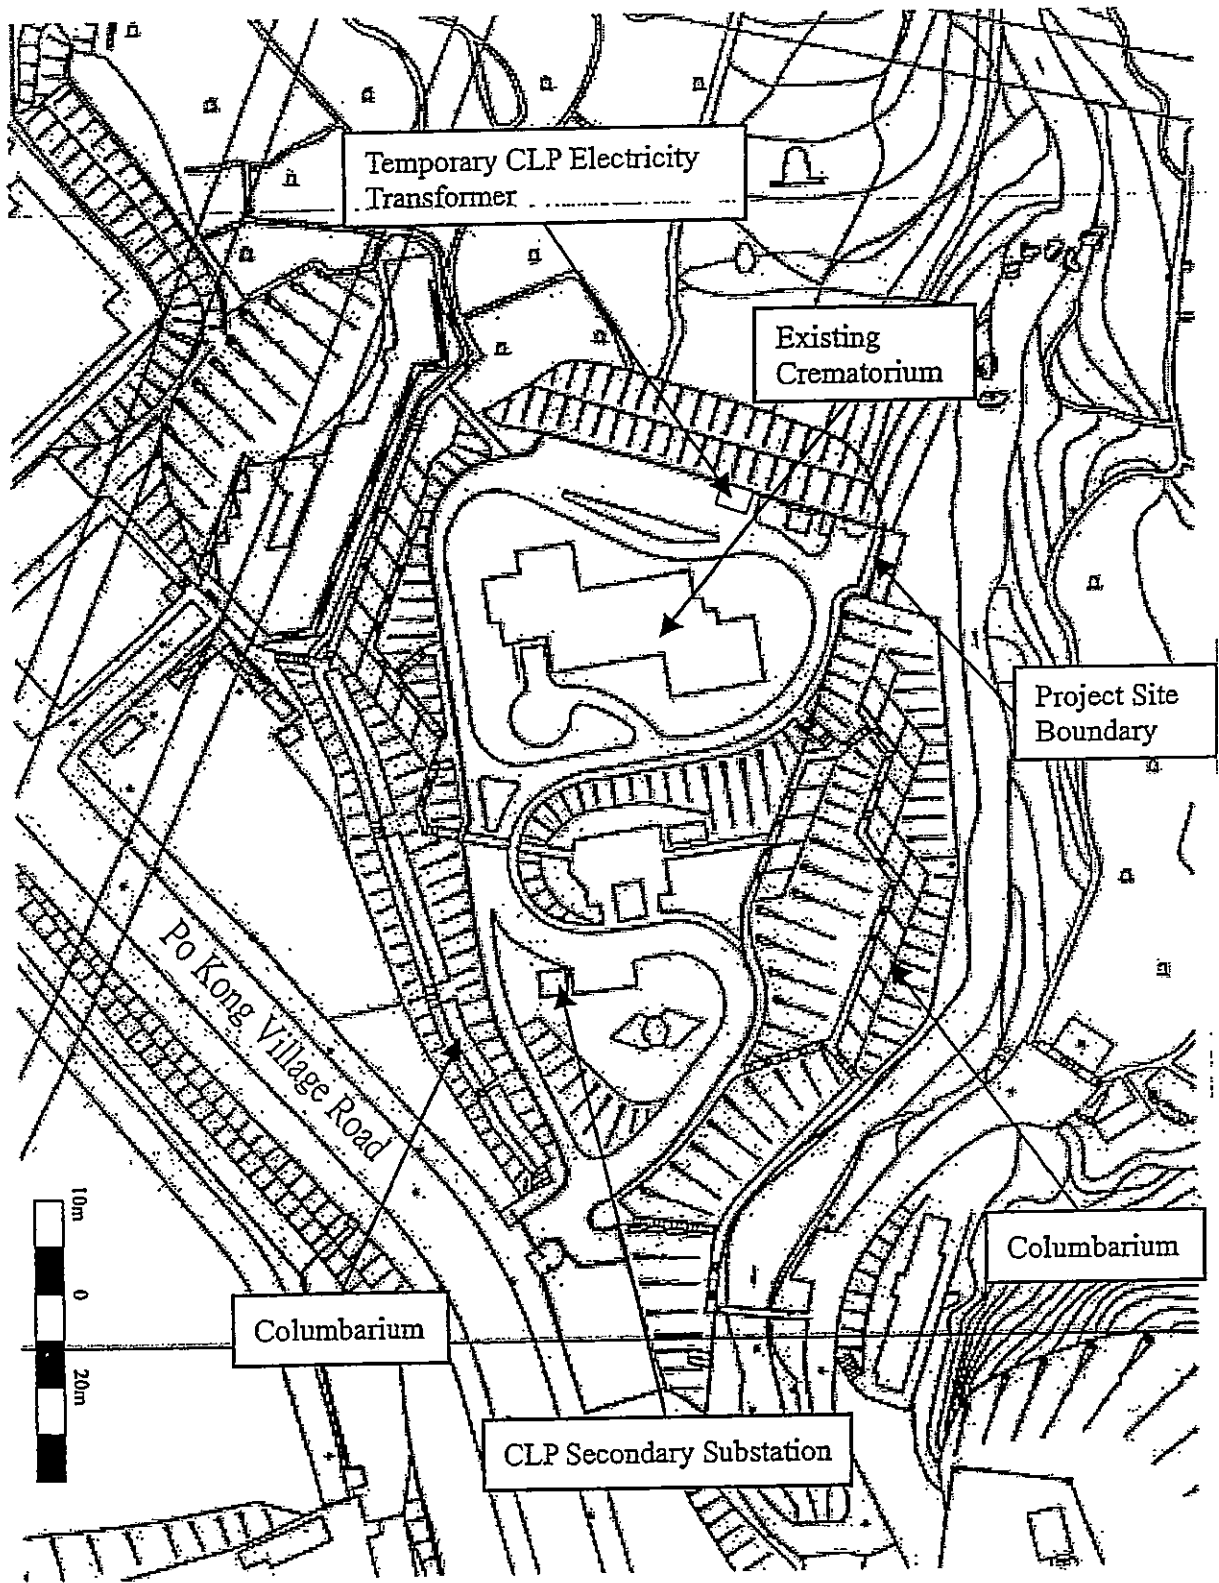 Temporary CLP Electricity
Transformer
Existing
Crematorium
Project Site
Boundary
Po Kong Village Road
10m
0
20m
Columbarium
Columbarium
CLP Secondary Substation